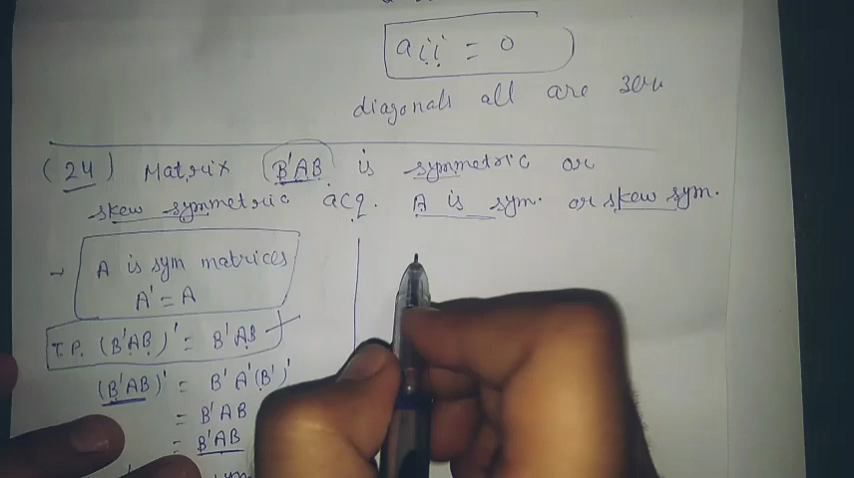 aii = 0
diagonals all are zero
(24) Matrix B'AB is symmetric or
skew symmetric acq. A is sym. or skew sym.
- A is sym matrices
A' = A
T.P. (B'AB)' = B'AB
(B'AB)' = B'A'(B')'
= B'AB
= B'AB
sym